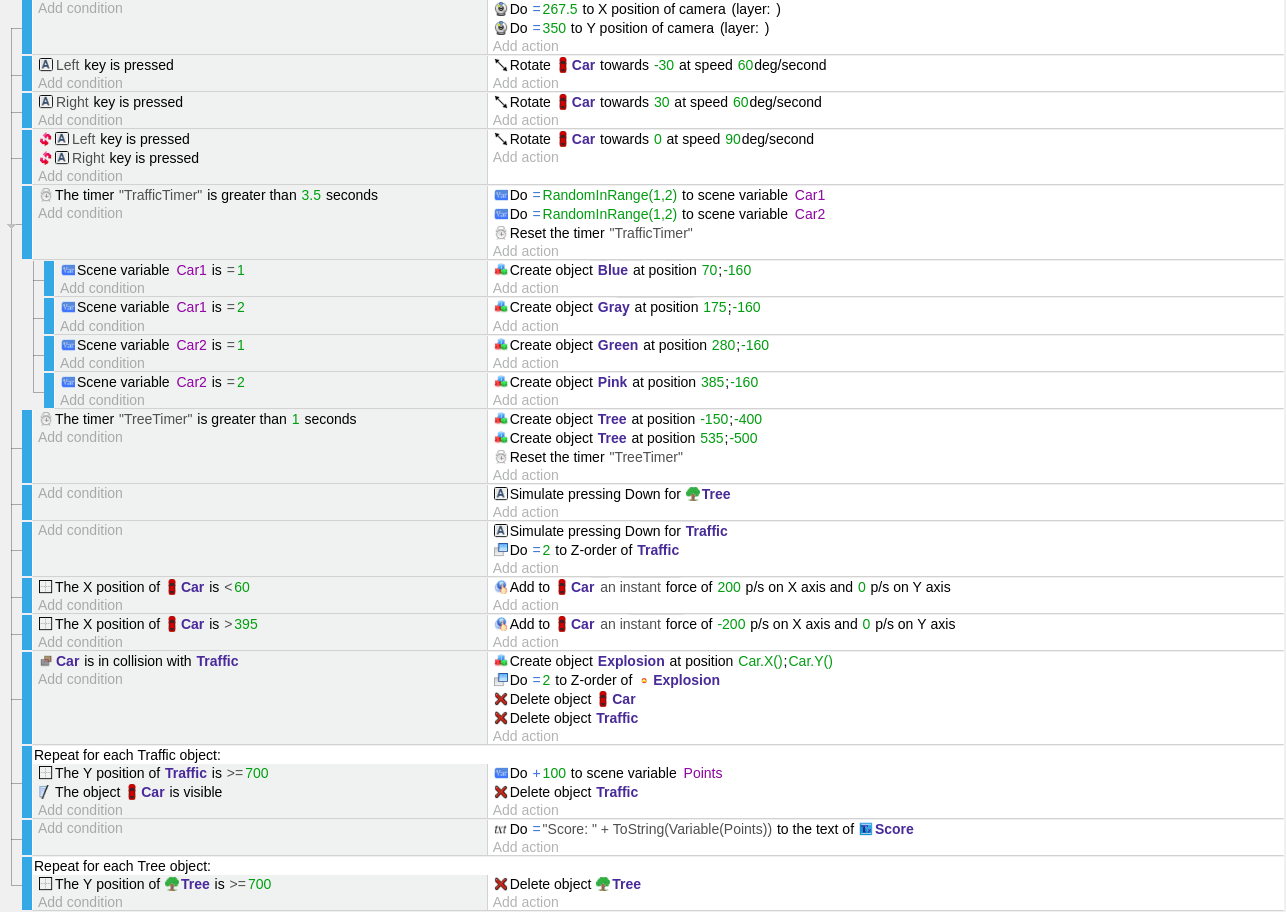 Add condition
Do =267.5 to X position of camera (layer: )
Do =350 to Y position of camera (layer: )
Add action
Left key is pressed
Add condition
Rotate Car towards -30 at speed 60deg/second
Add action
Right key is pressed
Add condition
Rotate Car towards 30 at speed 60deg/second
Add action
Left key is pressed
Right key is pressed
Add condition
Rotate Car towards 0 at speed 90deg/second
Add action
The timer "TrafficTimer" is greater than 3.5 seconds
Add condition
Do =RandomInRange(1,2) to scene variable Car1
Do =RandomInRange(1,2) to scene variable Car2
Reset the timer "TrafficTimer"
Add action
Scene variable Car1 is =1
Add condition
Create object Blue at position 70;-160
Add action
Scene variable Car1 is =2
Add condition
Create object Gray at position 175;-160
Add action
Scene variable Car2 is =1
Add condition
Create object Green at position 280;-160
Add action
Scene variable Car2 is =2
Add condition
Create object Pink at position 385;-160
Add action
The timer "TreeTimer" is greater than 1 seconds
Add condition
Create object Tree at position -150;-400
Create object Tree at position 535;-500
Reset the timer "TreeTimer"
Add action
Add condition
Simulate pressing Down for Tree
Add action
Add condition
Simulate pressing Down for Traffic
Do =2 to Z-order of Traffic
Add action
The X position of Car is <60
Add condition
Add to Car an instant force of 200 p/s on X axis and 0 p/s on Y axis
Add action
The X position of Car is >395
Add condition
Add to Car an instant force of -200 p/s on X axis and 0 p/s on Y axis
Add action
Car is in collision with Traffic
Add condition
Create object Explosion at position Car.X();Car.Y()
Do =2 to Z-order of Explosion
Delete object Car
Delete object Traffic
Add action
Repeat for each Traffic object:
The Y position of Traffic is >=700
The object Car is visible
Add condition
Do +100 to scene variable Points
Delete object Traffic
Add action
Add condition
Do ="Score: " + ToString(Variable(Points)) to the text of Score
Add action
Repeat for each Tree object:
The Y position of Tree is >=700
Add condition
Delete object Tree
Add action